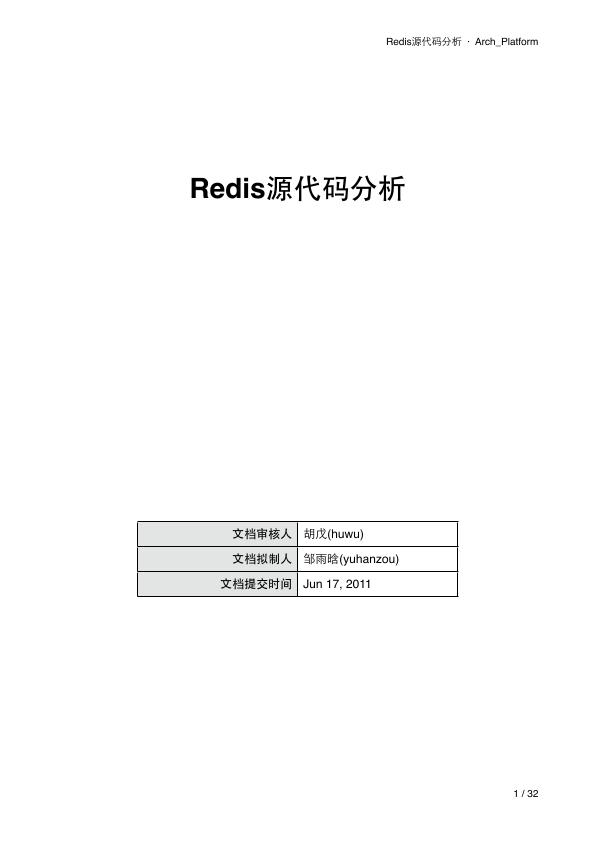 Redis源代码分析 · Arch_Platform
Redis源代码分析
文档审核人 胡戊(huwu)
文档拟制人 邹雨晗(yuhanzou)
文档提交时间 Jun 17, 2011
1 / 32